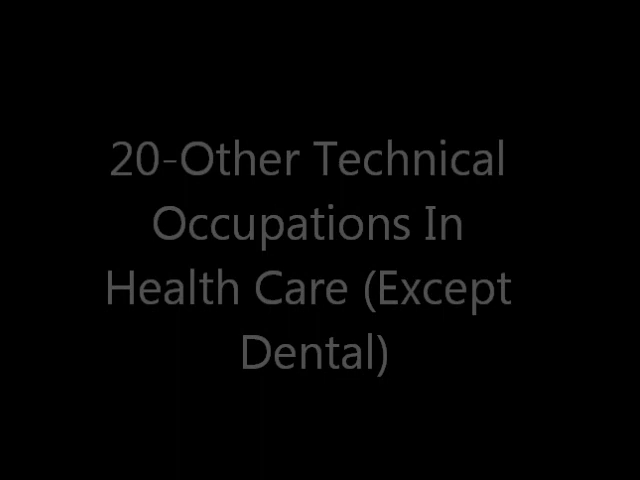 20-Other Technical
Occupations In
Health Care (Except
Dental)